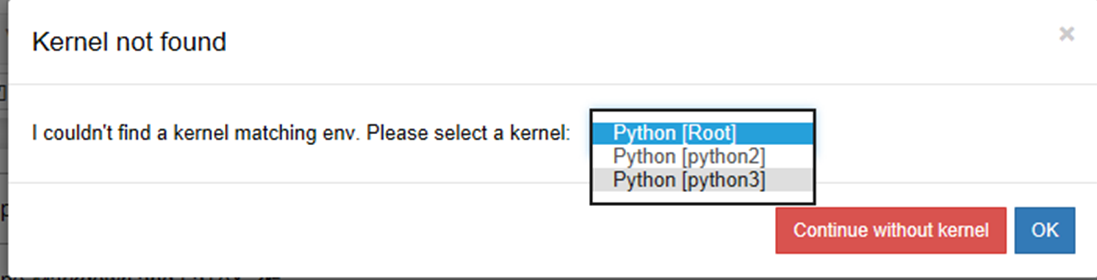 Kernel not found
×
I couldn't find a kernel matching env. Please select a kernel:
Python [Root]
Python [python2]
Python [python3]
Continue without kernel
OK